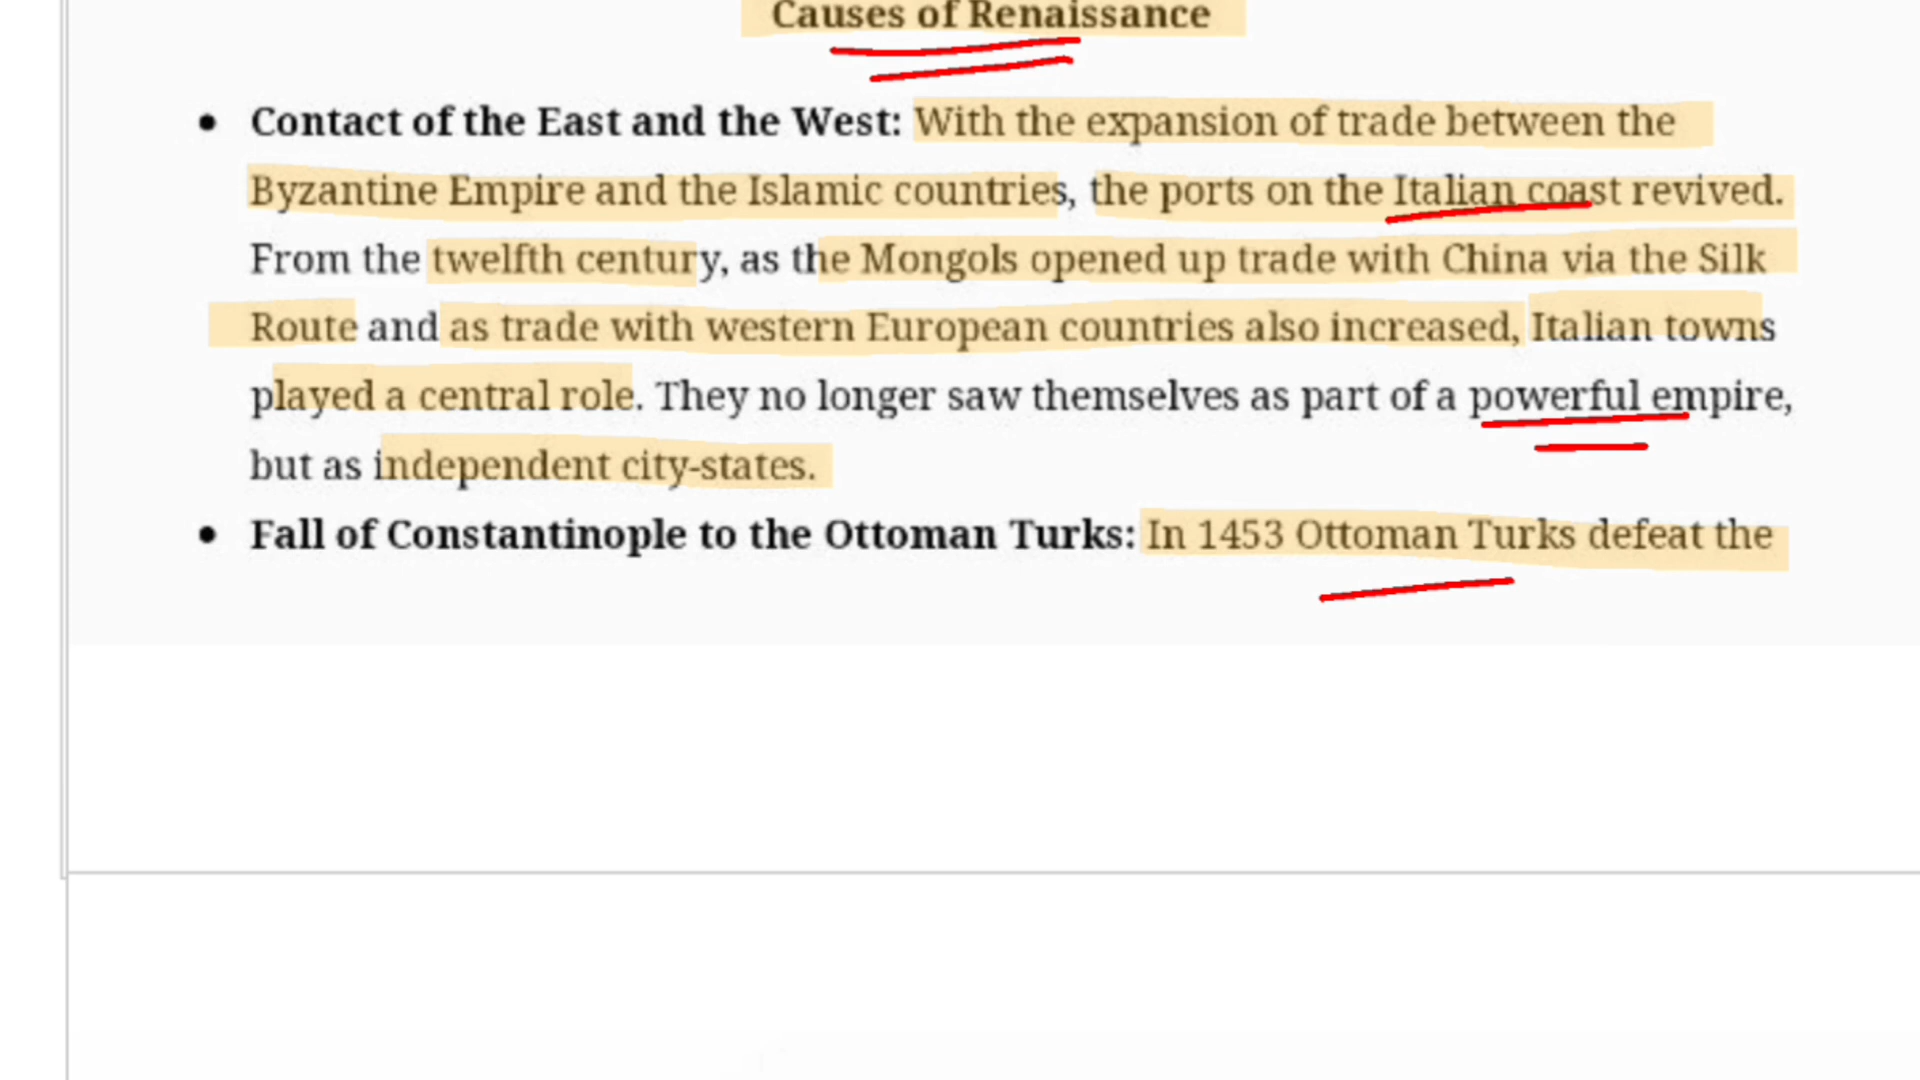 Causes of Renaissance
• Contact of the East and the West: With the expansion of trade between the
Byzantine Empire and the Islamic countries, the ports on the Italian coast revived.
From the twelfth century, as the Mongols opened up trade with China via the Silk
Route and as trade with western European countries also increased, Italian towns
played a central role. They no longer saw themselves as part of a powerful empire,
but as independent city-states.
• Fall of Constantinople to the Ottoman Turks: In 1453 Ottoman Turks defeat the